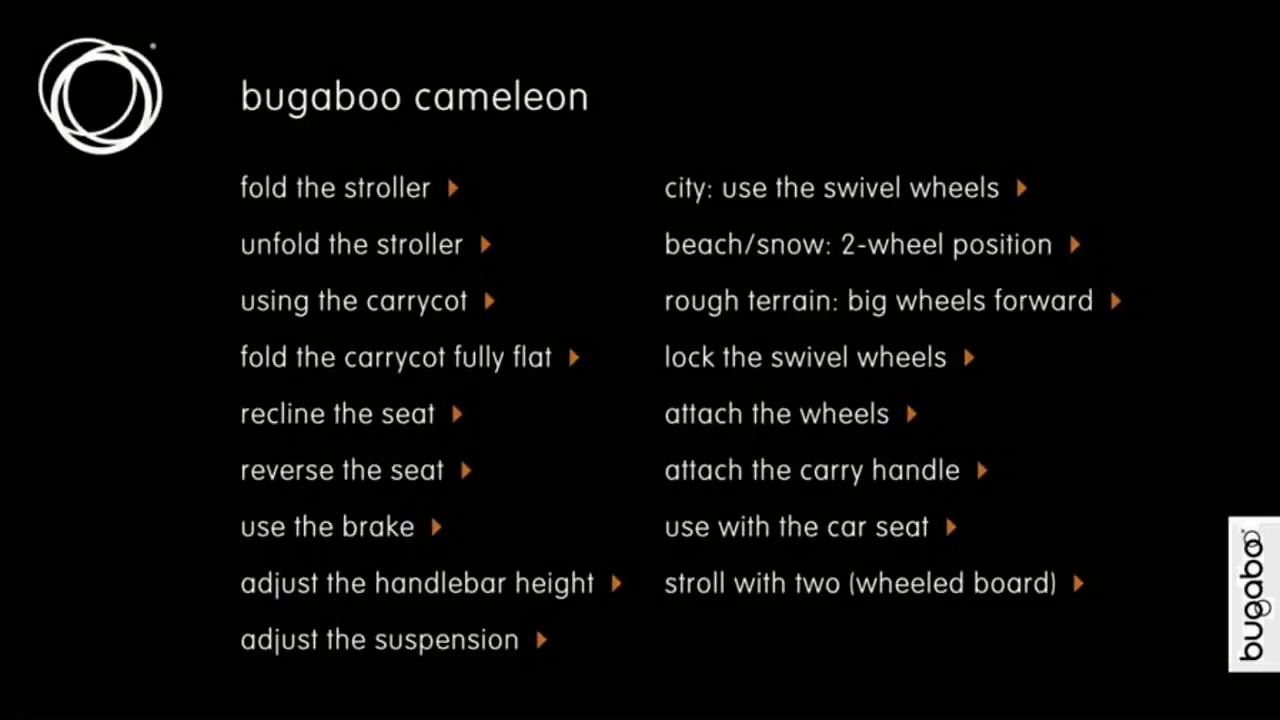 bugaboo cameleon
fold the stroller
unfold the stroller
using the carrycot
fold the carrycot fully flat
recline the seat
reverse the seat
use the brake
adjust the handlebar height
adjust the suspension
city: use the swivel wheels
beach/snow: 2-wheel position
rough terrain: big wheels forward
lock the swivel wheels
attach the wheels
attach the carry handle
use with the car seat
stroll with two (wheeled board)
bugaboo